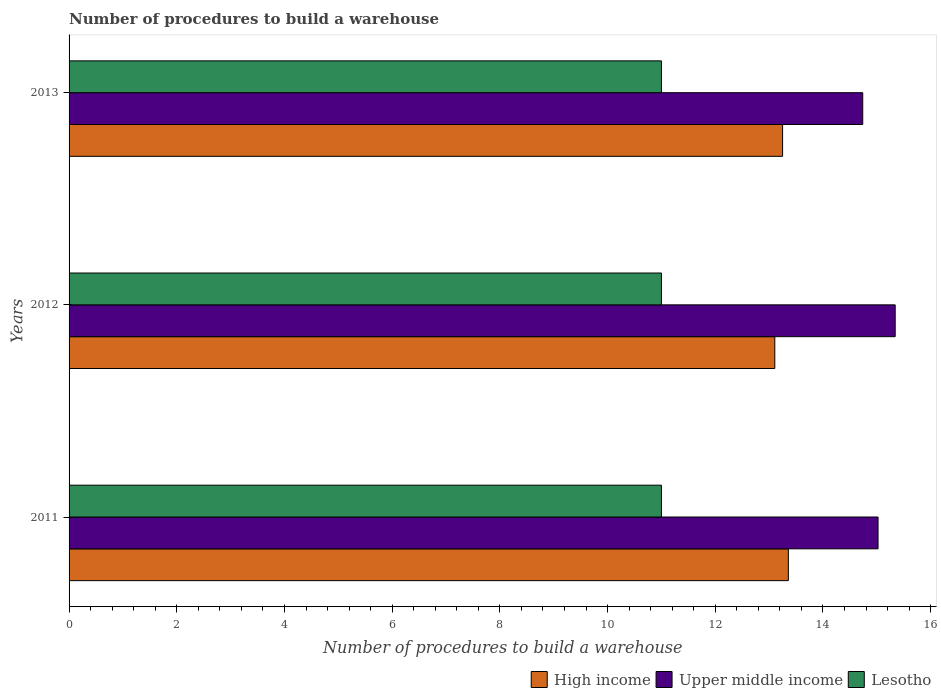 Number of procedures to build a warehouse
2013
2012
2011
Years
0 2 4 6 8 10 12 14 16
Number of procedures to build a warehouse
High income Upper middle income Lesotho